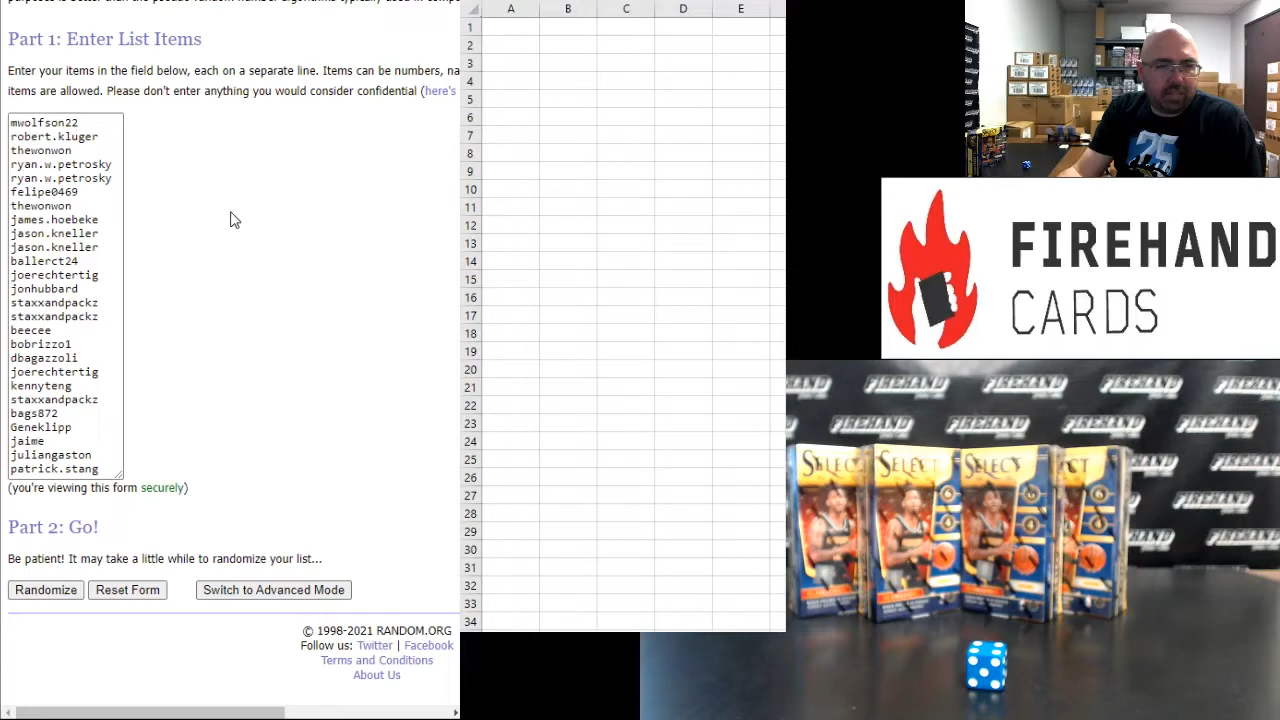 Part 1: Enter List Items
Enter your items in the field below, each on a separate line. Items can be numbers, na
items are allowed. Please don't enter anything you would consider confidential (here's
mwolfson22
robert.kluger
thewonwon
ryan.w.petrosky
ryan.w.petrosky
felipe0469
thewonwon
james.hoebeke
jason.kneller
jason.kneller
ballerct24
joerechtertig
jonhubbard
staxxandpackz
staxxandpackz
beecee
bobrizzo1
dbagazzoli
joerechtertig
kennyteng
staxxandpackz
bags872
Geneklipp
jaime
juliangaston
patrick.stang
(you're viewing this form securely)
Part 2: Go!
Be patient! It may take a little while to randomize your list...
Randomize Reset Form Switch to Advanced Mode
© 1998-2021 RANDOM.ORG
Follow us: Twitter | Facebook
Terms and Conditions
About Us
A B C D E
1
2
3
4
5
6
7
8
9
10
11
12
13
14
15
16
17
18
19
20
21
22
23
24
25
26
27
28
29
30
31
32
33
34
25
FIREHAND
CARDS
FIREHAND FIREHAND FIREHAND
SELECT SELECT SELECT